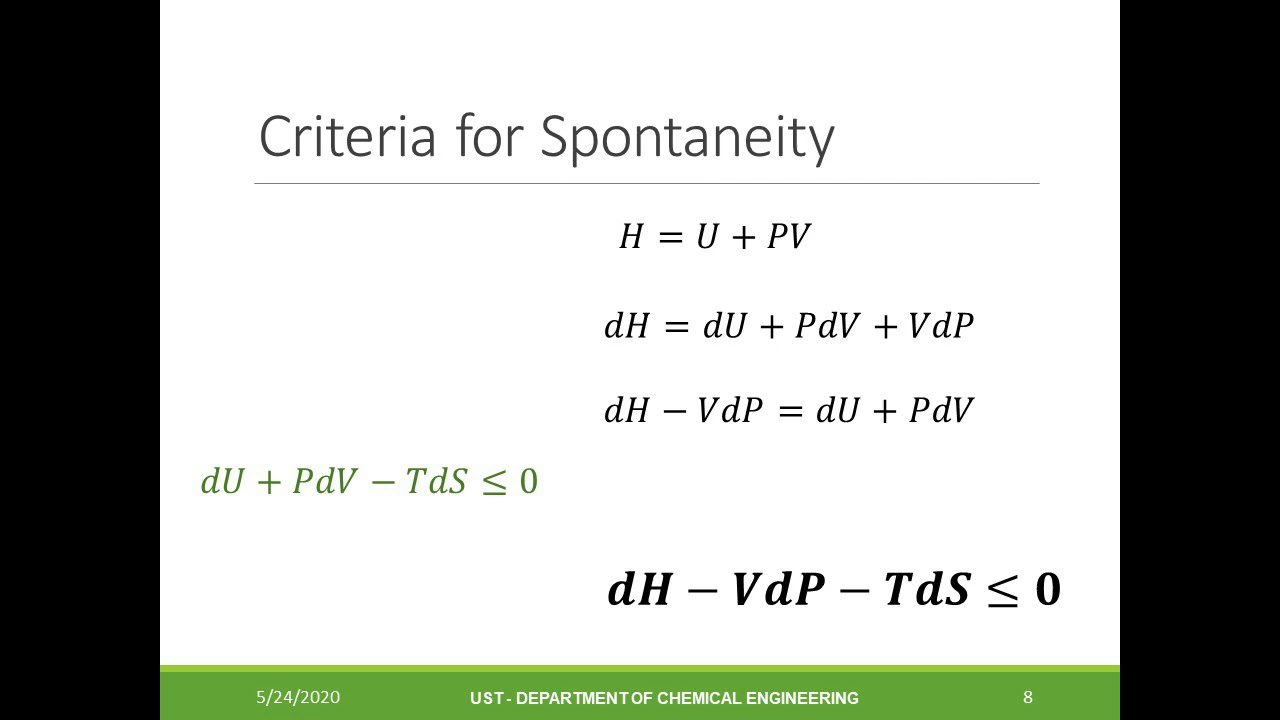 Criteria for Spontaneity
𝐻 = 𝑈 + 𝑃𝑉
𝑑𝐻 = 𝑑𝑈 + 𝑃𝑑𝑉 + 𝑉𝑑𝑃
𝑑𝐻 − 𝑉𝑑𝑃 = 𝑑𝑈 + 𝑃𝑑𝑉
𝑑𝑈 + 𝑃𝑑𝑉 − 𝑇𝑑𝑆 ≤ 0
𝒅𝑯 − 𝑽𝒅𝑷 − 𝑻𝒅𝑺 ≤ 𝟎
5/24/2020 UST - DEPARTMENT OF CHEMICAL ENGINEERING 8